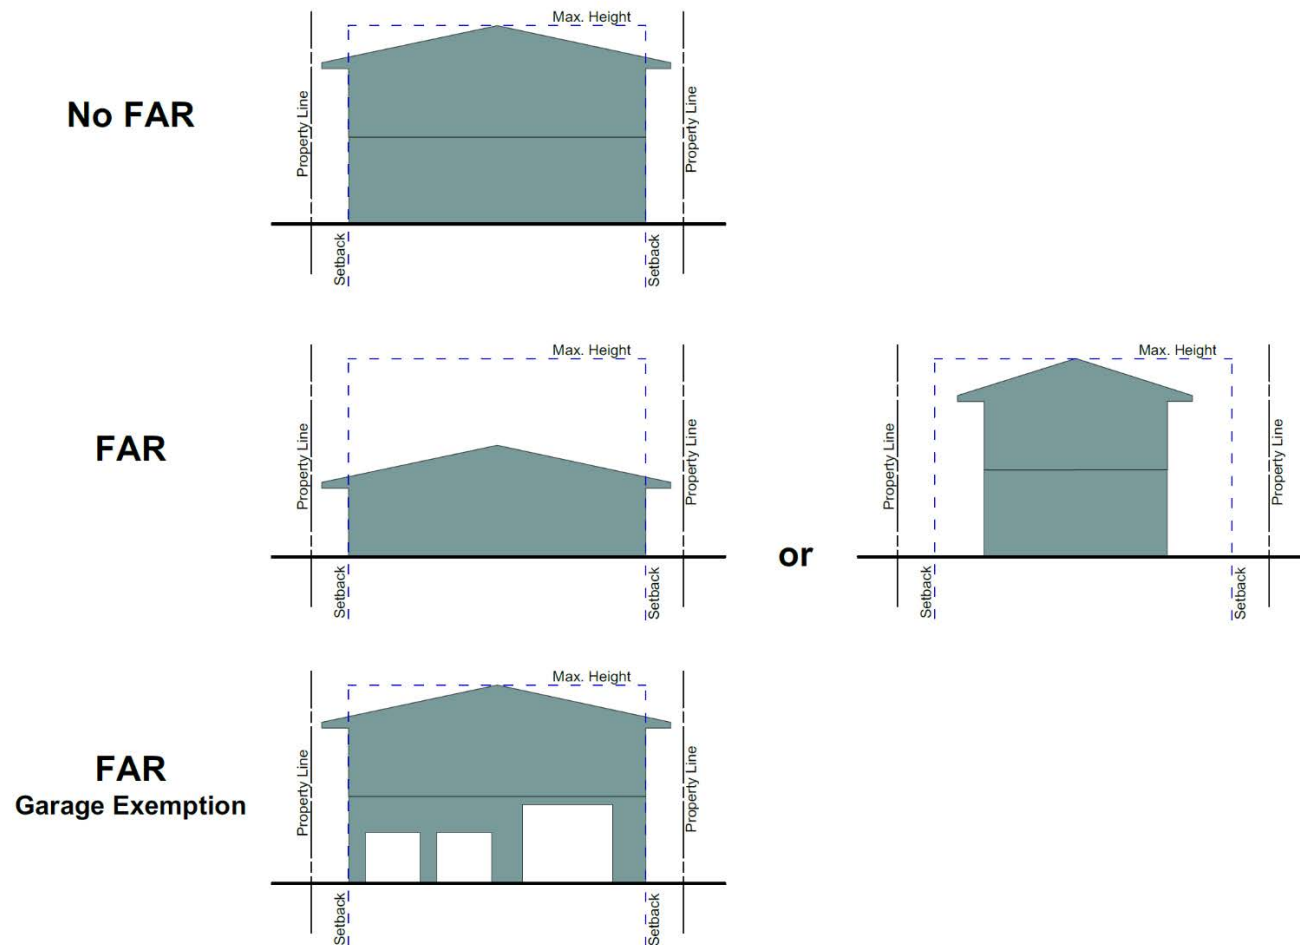 Max. Height
No FAR
Property Line
Property Line
Setback
Setback
Max. Height
Max. Height
FAR
Property Line
Property Line
Property Line
Property Line
or
Setback
Setback
Setback
Setback
Max. Height
FAR
Garage Exemption
Property Line
Property Line
Setback
Setback